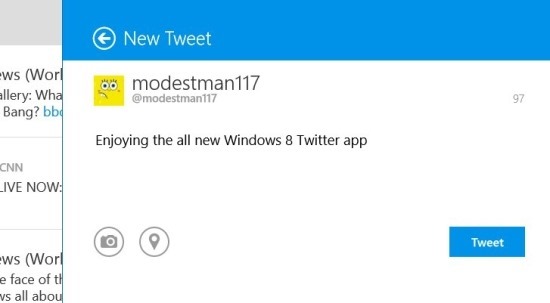 New Tweet
ews (Worl
allery: Wha
Bang? bbc
CNN
LIVE NOW:
ews (Worl
e face of th
ws all abou
modestman117
@modestman117
97
Enjoying the all new Windows 8 Twitter app
Tweet